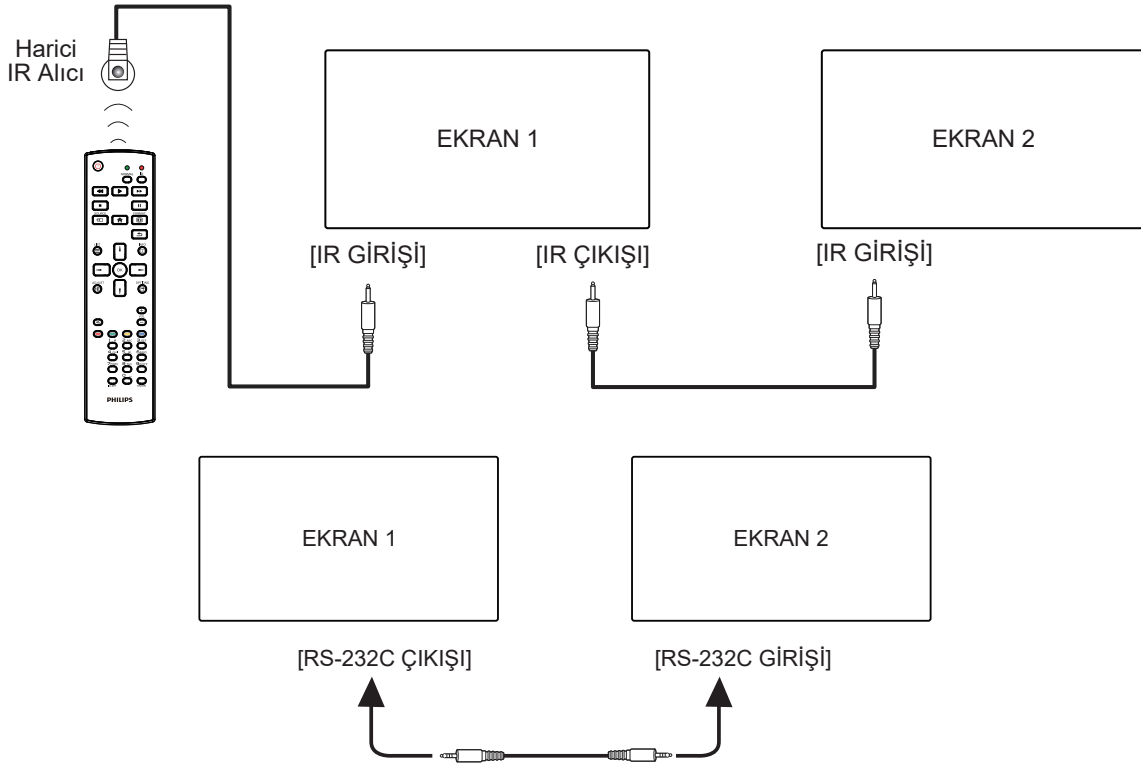 Harici
IR Alıcı
EKRAN 1
EKRAN 2
[IR GİRİŞİ]
[IR ÇIKIŞI]
[IR GİRİŞİ]
PHILIPS
EKRAN 1
EKRAN 2
[RS-232C ÇIKIŞI]
[RS-232C GİRİŞİ]